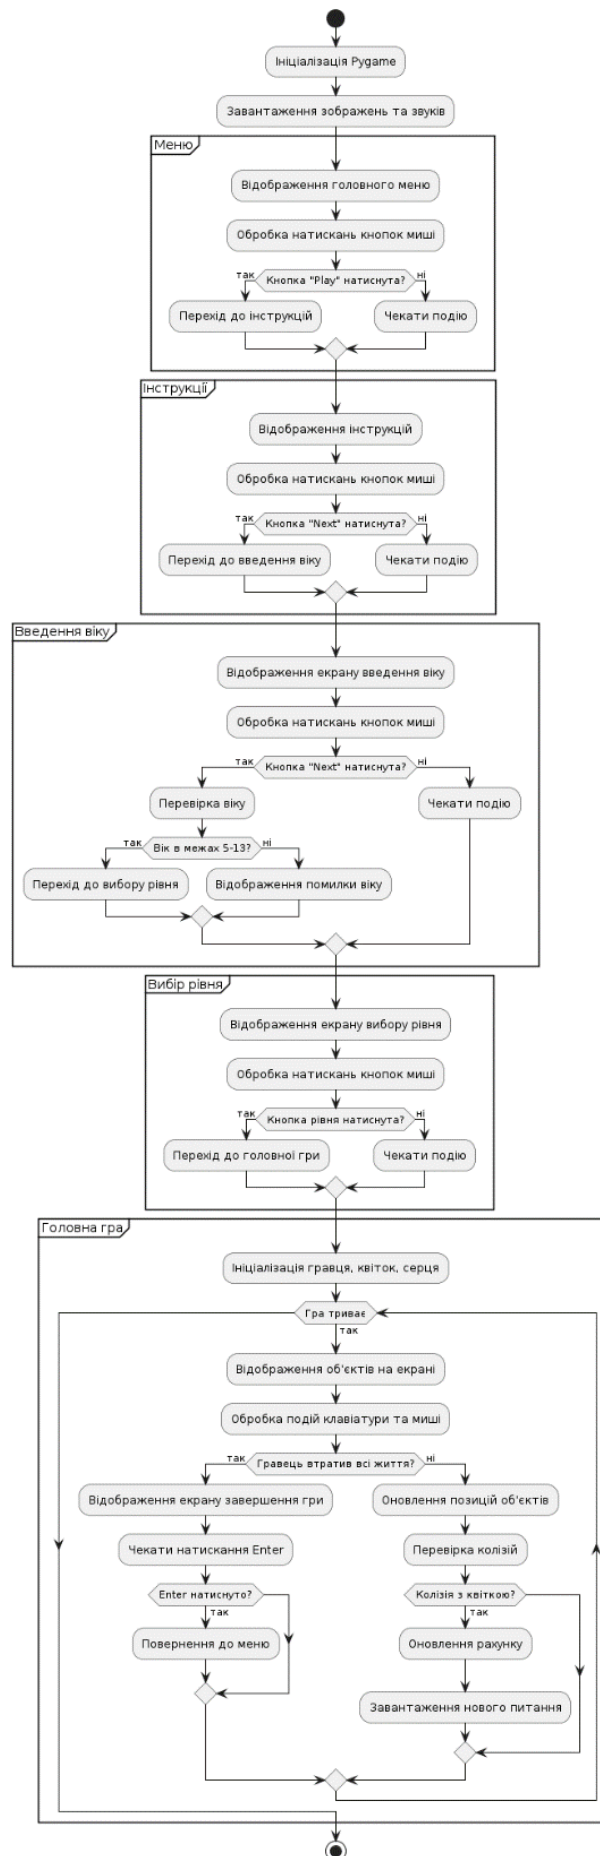 Ініціалізація Pygame
Завантаження зображень та звуків
Меню
Відображення головного меню
Обробка натискань кнопок миші
так
Кнопка "Play" натиснута?
ні
Перехід до інструкцій
Чекати подію
Інструкції
Відображення інструкцій
Обробка натискань кнопок миші
так
Кнопка "Next" натиснута?
ні
Перехід до введення віку
Чекати подію
Введення віку
Відображення екрану введення віку
Обробка натискань кнопок миші
так
Кнопка "Next" натиснута?
ні
Перевірка віку
Чекати подію
так
Вік в межах 5-13?
ні
Перехід до вибору рівня
Відображення помилки віку
Вибір рівня
Відображення екрану вибору рівня
Обробка натискань кнопок миші
так
Кнопка рівня натиснута?
ні
Перехід до головної гри
Чекати подію
Головна гра
Ініціалізація гравця, квіток, серця
Гра триває
так
Відображення об'єктів на екрані
Обробка подій клавіатури та миші
так
Гравець втратив всі життя?
ні
Відображення екрану завершення гри
Оновлення позицій об'єктів
Чекати натискання Enter
Перевірка колізій
Enter натиснуто?
Колізія з квіткою?
так
так
Повернення до меню
Оновлення рахунку
Завантаження нового питання